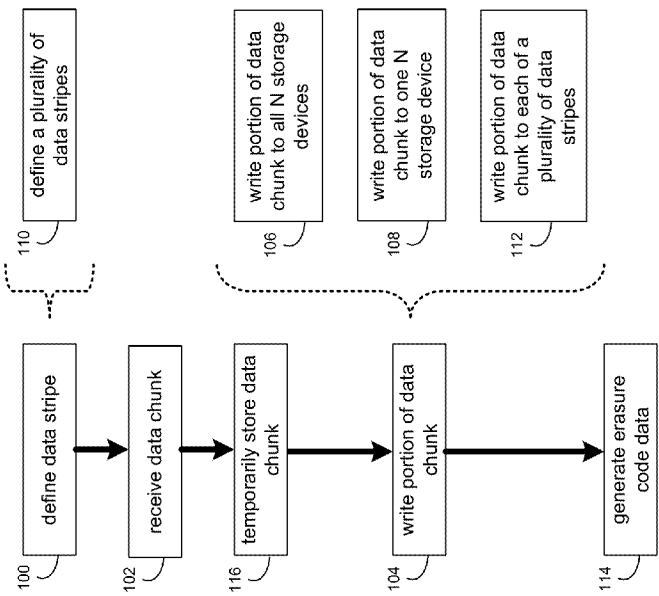 100
define data stripe
102
receive data chunk
116
temporarily store data
chunk
104
write portion of data
chunk
114
generate erasure
code data
110
define a plurality of
data stripes
106
write portion of data
chunk to all N storage
devices
108
write portion of data
chunk to one N
storage device
112
write portion of data
chunk to each of a
plurality of data
stripes